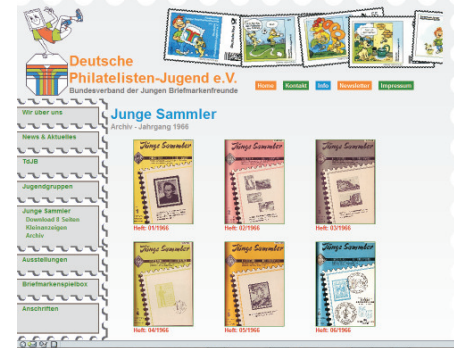 Deutsche
Philatelisten-Jugend e.V.
Bundesverband der Jungen Briefmarkenfreunde
Home
Kontakt
Info
Newsletter
Impressum
Wir über uns
News & Aktuelles
TdJB
Jugendgruppen
Junge Sammler
Download 8 Seiten
Kleinanzeigen
Archiv
Ausstellungen
Briefmarkenspielbox
Anschriften
Junge Sammler
Archiv - Jahrgang 1966
Junge Sammler
Junge Sammler
Junge Sammler
Heft: 01/1966
Heft: 02/1966
Heft: 03/1966
Junge Sammler
Junge Sammler
Junge Sammler
Heft: 04/1966
Heft: 05/1966
Heft: 06/1966